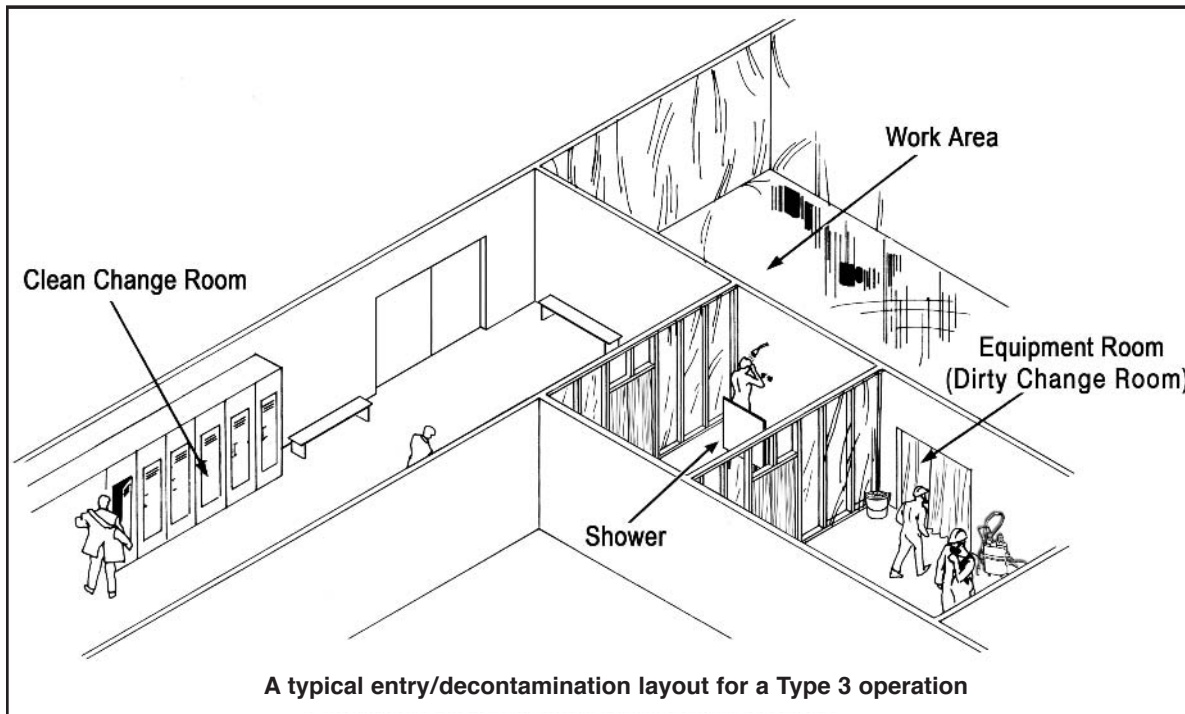 Work Area
Clean Change Room
Equipment Room
(Dirty Change Room)
Shower
A typical entry/decontamination layout for a Type 3 operation